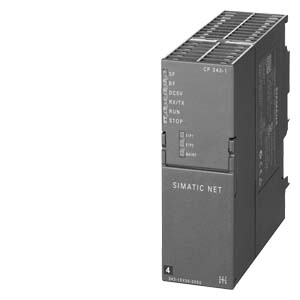 CP 343-1
SF
BF
DC5V
RX/TX
RUN
STOP
SIMATIC NET
4